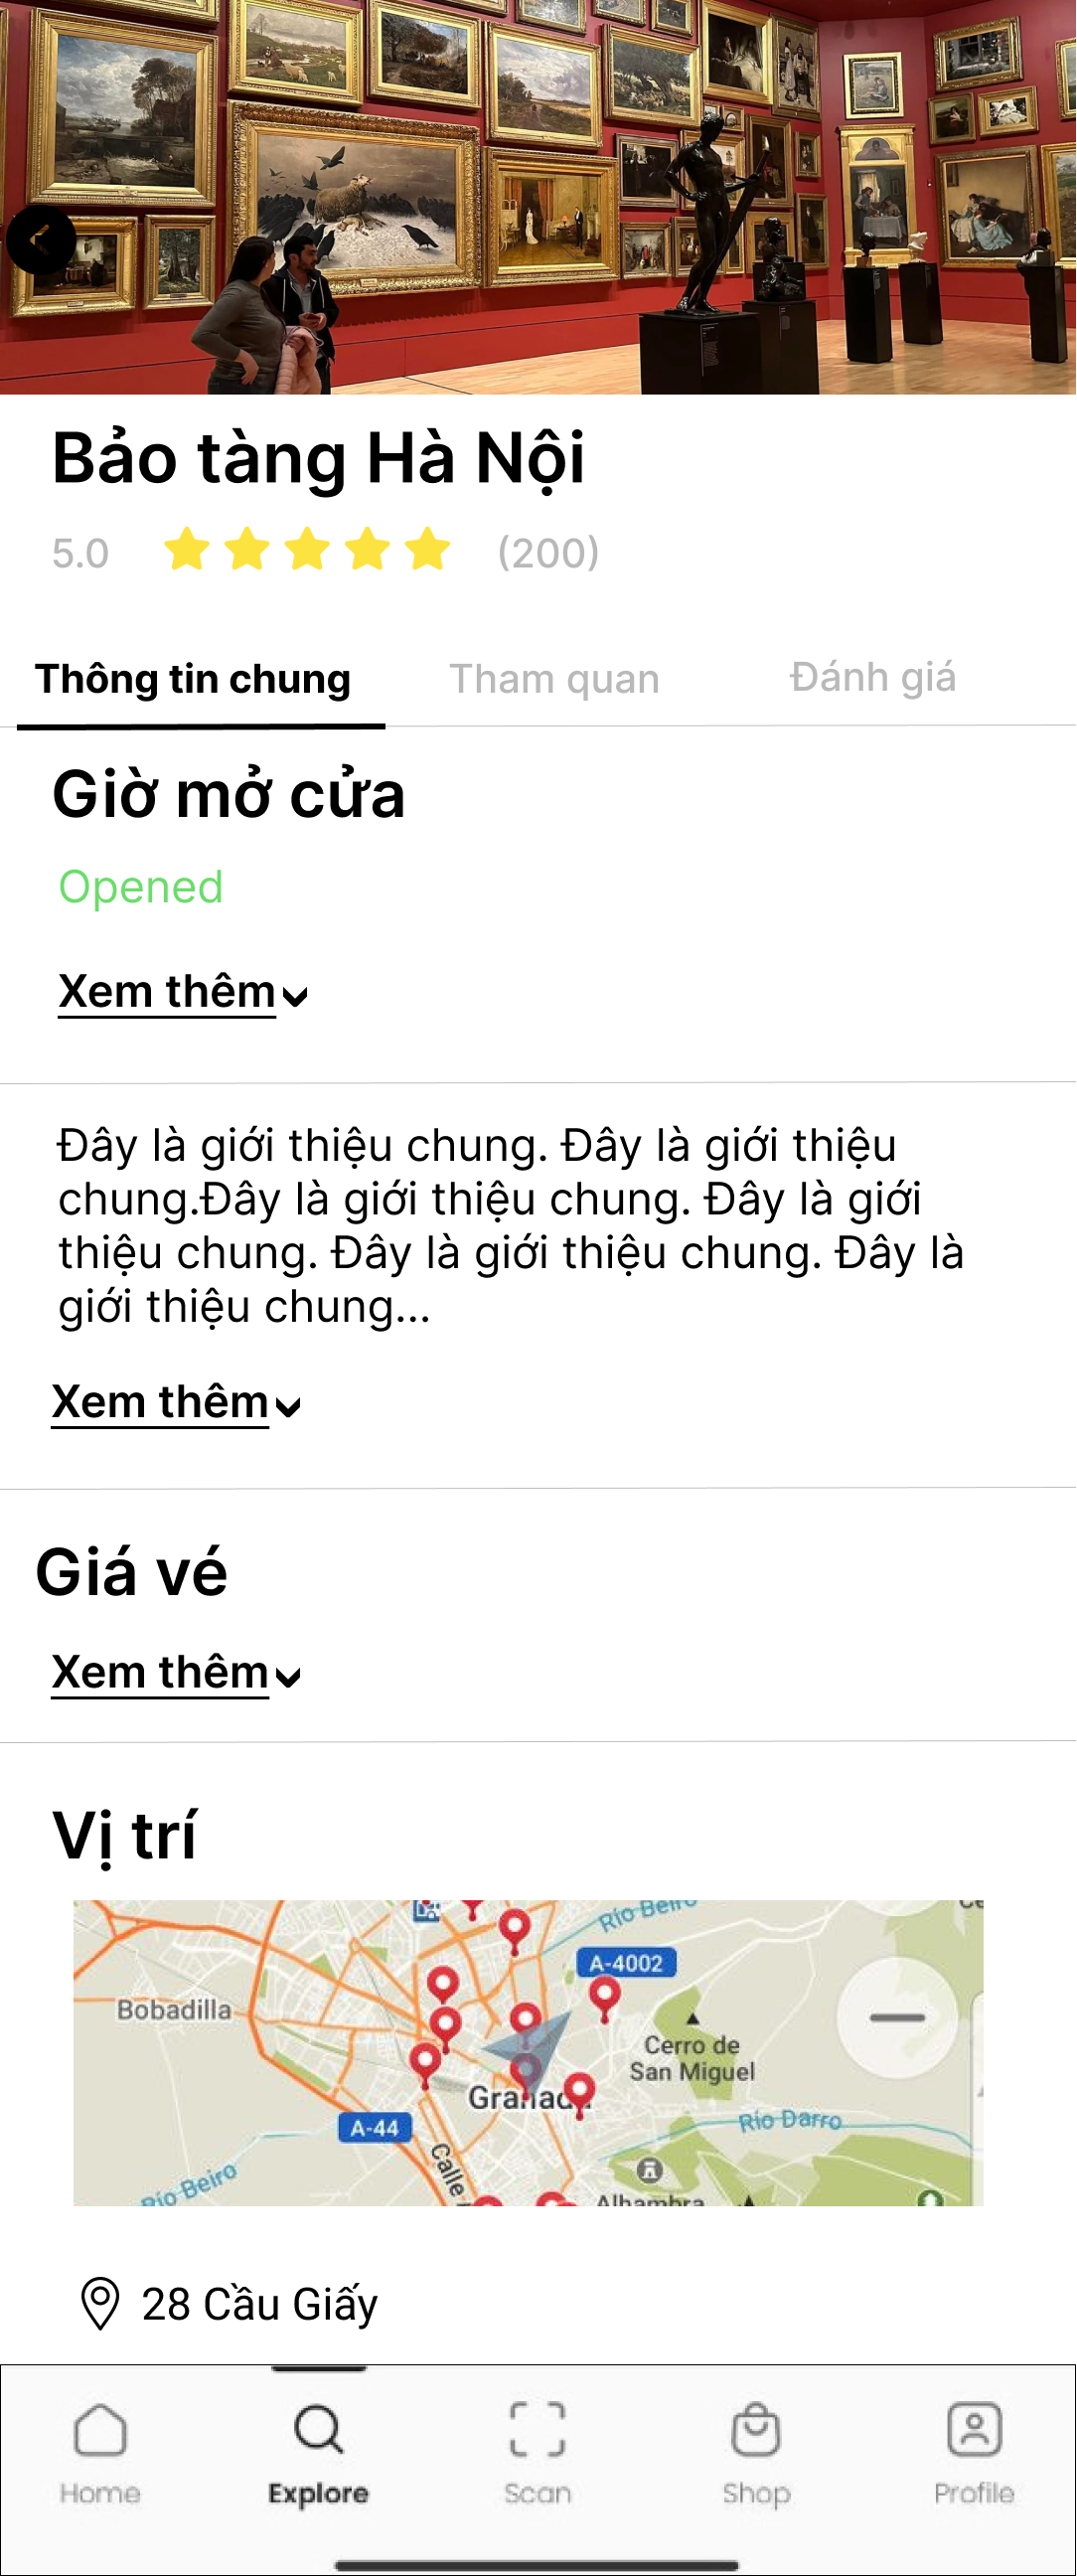 Bảo tàng Hà Nội
5.0 (200)
Thông tin chung Tham quan Đánh giá
Giờ mở cửa
Opened
Xem thêm
Đây là giới thiệu chung. Đây là giới thiệu
chung.Đây là giới thiệu chung. Đây là giới
thiệu chung. Đây là giới thiệu chung. Đây là
giới thiệu chung...
Xem thêm
Giá vé
Xem thêm
Vị trí
Río Beiro
A-4002
Bobadilla
Cerro de
San Miguel
Granada
Río Darro
A-44
Calle
Río Beiro
Alhambra
28 Cầu Giấy
Home Explore Scan Shop Profile